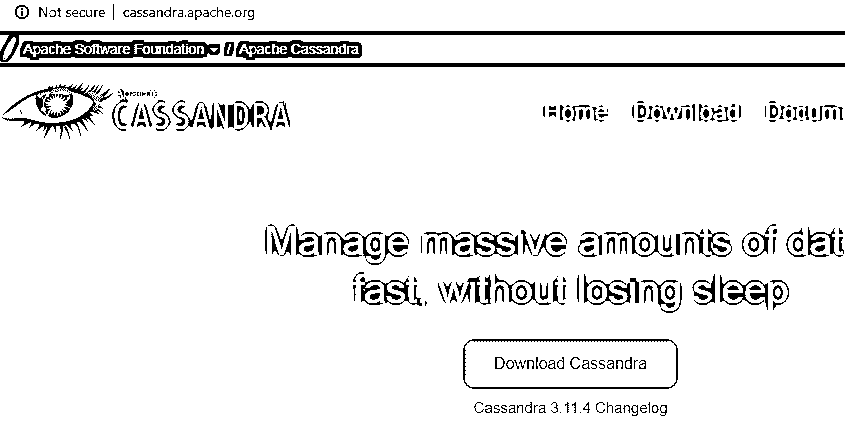 Not secure | cassandra.apache.org
/ Apache Software Foundation / Apache Cassandra
CASSANDRA
Home Download Docum
Manage massive amounts of dat
fast, without losing sleep
Download Cassandra
Cassandra 3.11.4 Changelog